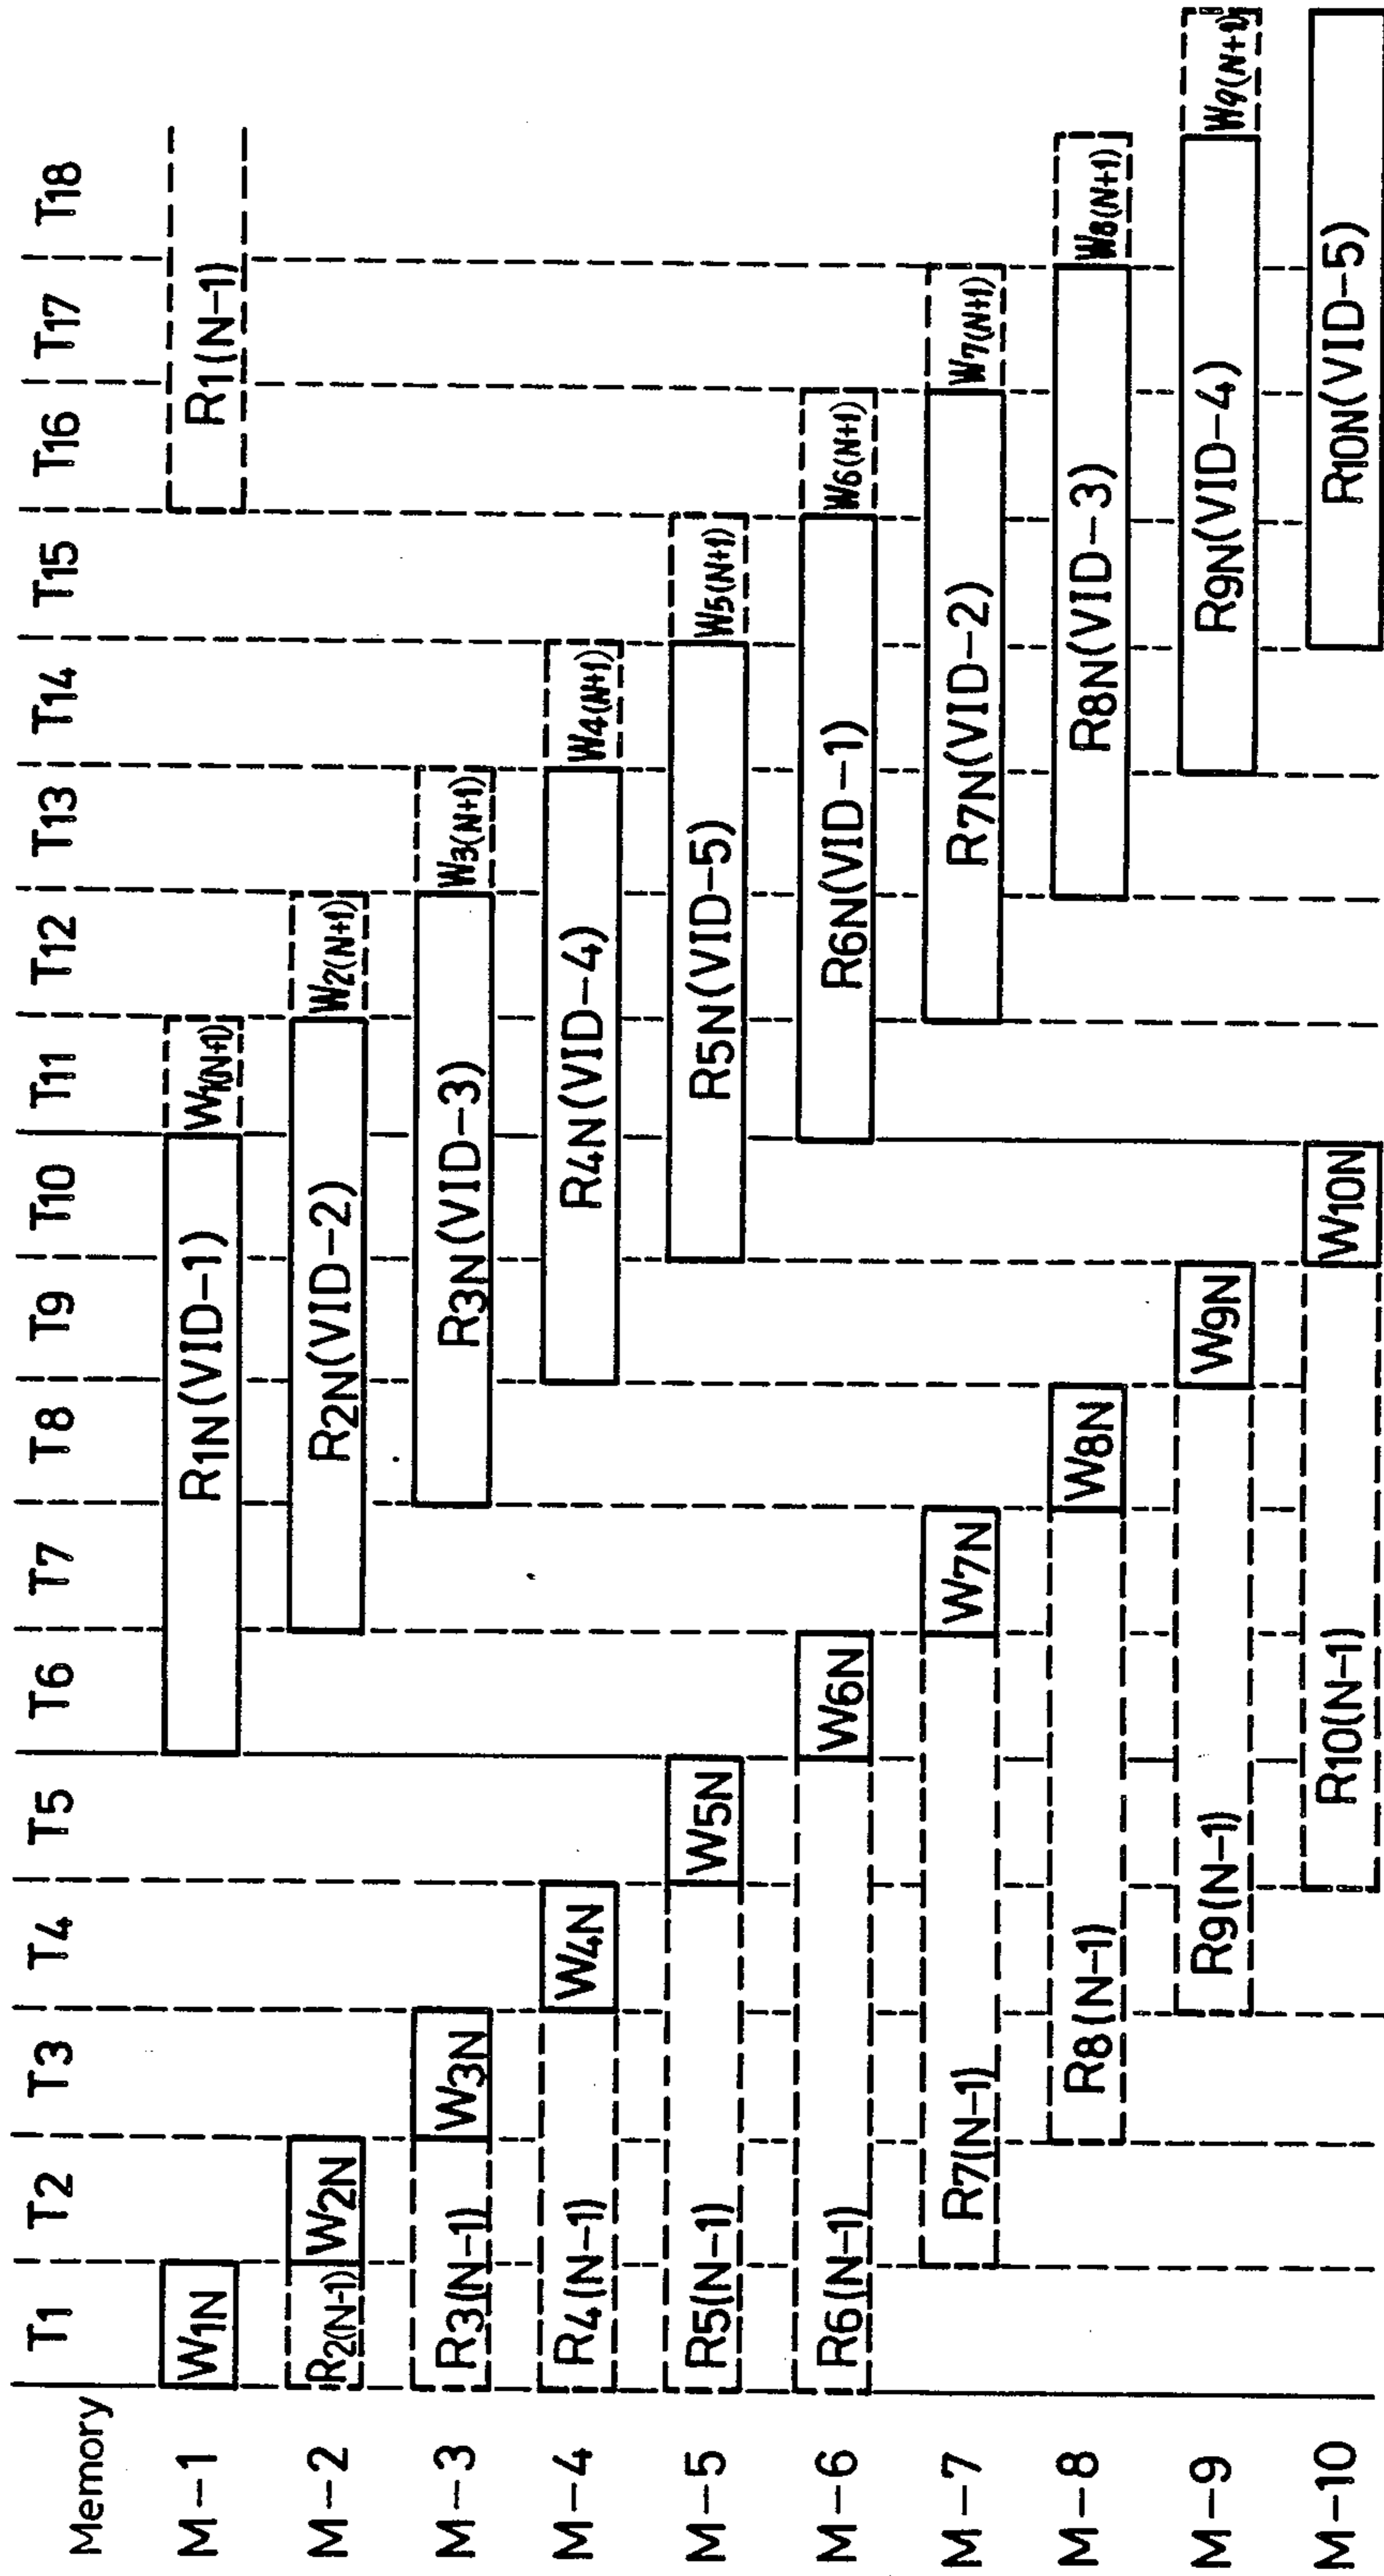 Memory T1 T2 T3 T4 T5 T6 T7 T8 T9 T10 T11 T12 T13 T14 T15 T16 T17 T18
M-1 W1N R1N(VID-1) W1(N+1) R1(N-1)
M-2 R2(N-1) W2N R2N(VID-2) W2(N+1)
M-3 R3(N-1) W3N R3N(VID-3) W3(N+1)
M-4 R4(N-1) W4N R4N(VID-4) W4(N+1)
M-5 R5(N-1) W5N R5N(VID-5) W5(N+1)
M-6 R6(N-1) W6N R6N(VID-1) W6(N+1)
M-7 R7(N-1) W7N R7N(VID-2) W7(N+1)
M-8 R8(N-1) W8N R8N(VID-3) W8(N+1)
M-9 R9(N-1) W9N R9N(VID-4) W9(N+1)
M-10 R10(N-1) W10N R10N(VID-5)